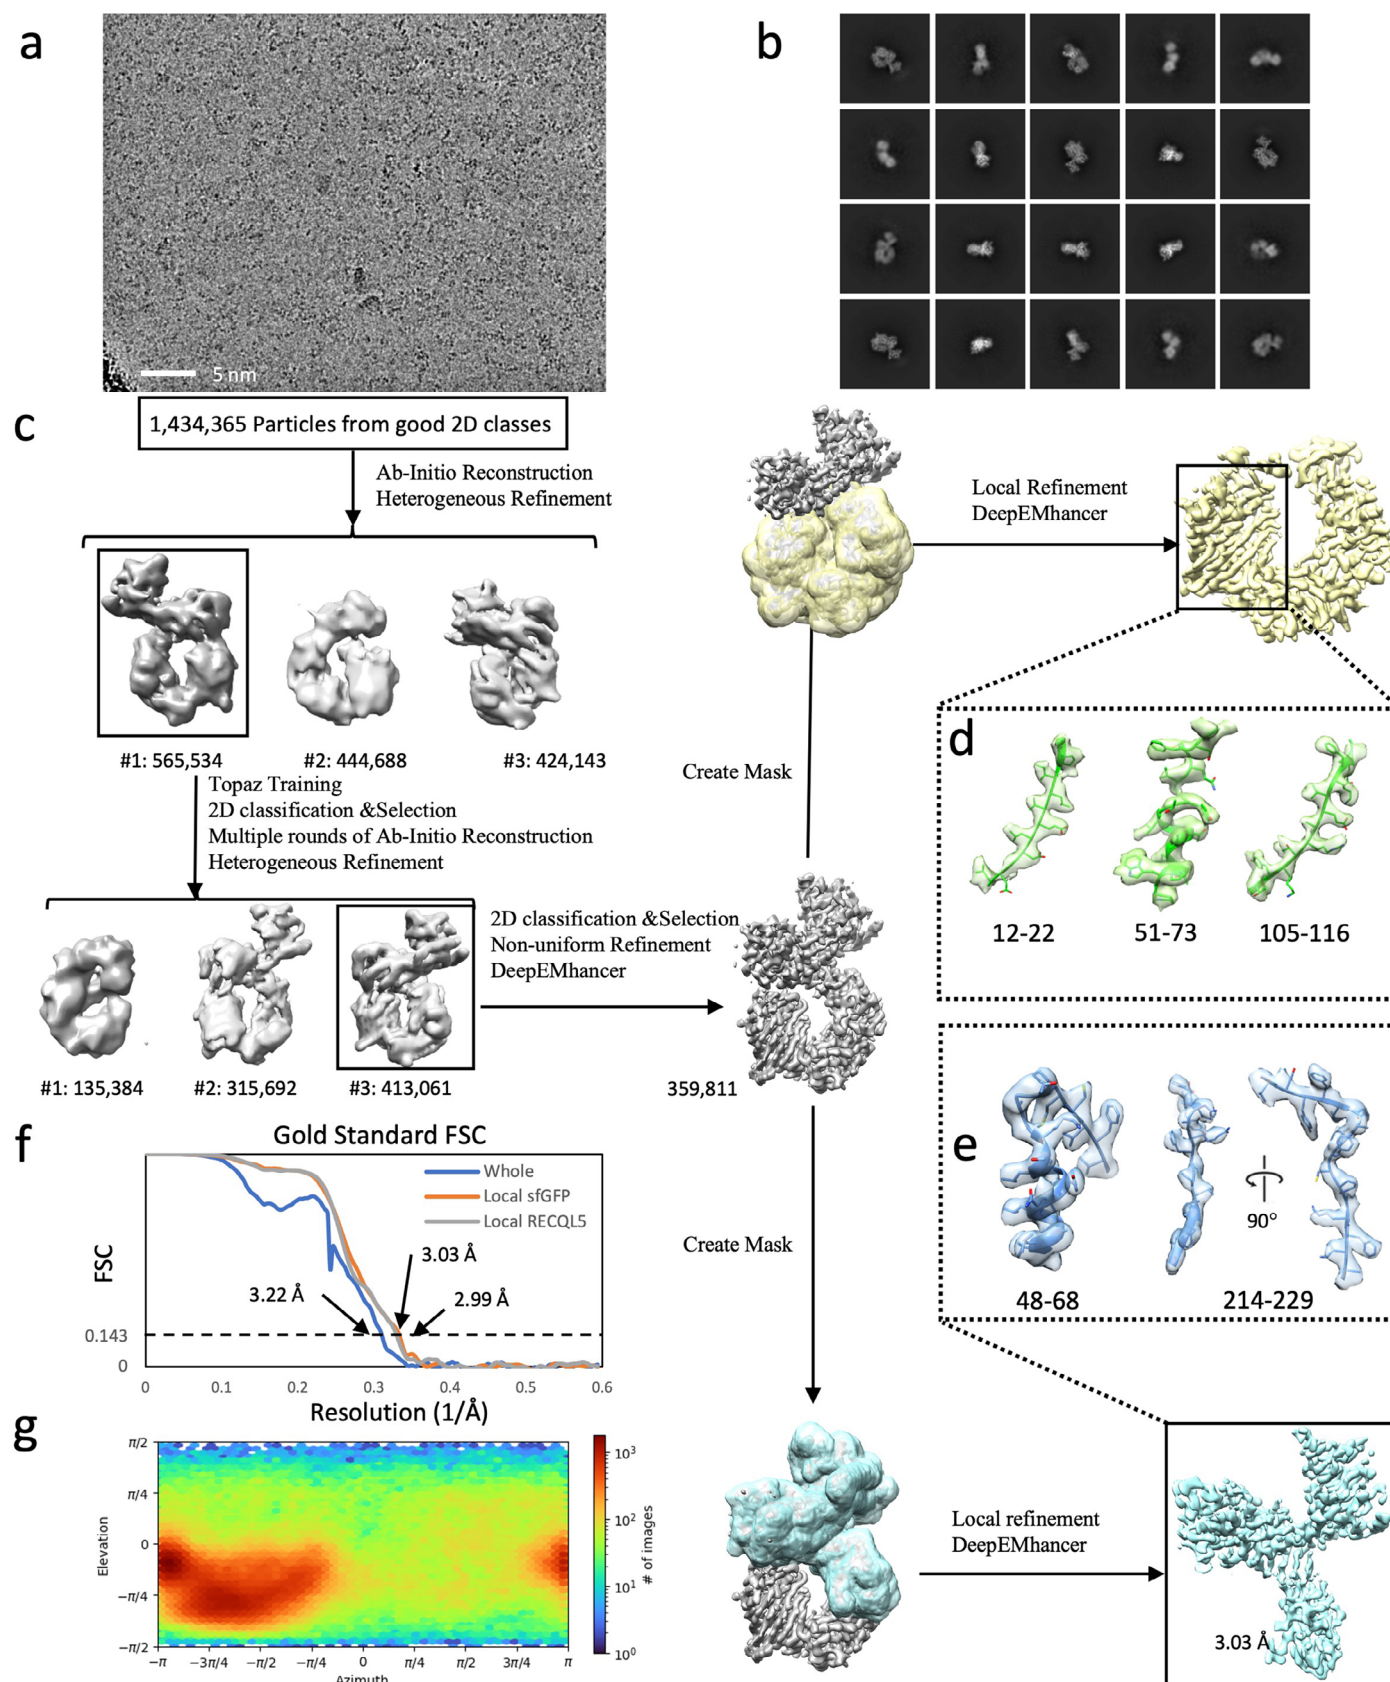 a
b
5 nm
c
1,434,365 Particles from good 2D classes
Ab-Initio Reconstruction
Heterogeneous Refinement
#1: 565,534
#2: 444,688
#3: 424,143
Topaz Training
2D classification &Selection
Multiple rounds of Ab-Initio Reconstruction
Heterogeneous Refinement
#1: 135,384
#2: 315,692
#3: 413,061
2D classification &Selection
Non-uniform Refinement
DeepEMhancer
359,811
Create Mask
Local Refinement
DeepEMhancer
Create Mask
Local refinement
DeepEMhancer
3.03 Å
d
12-22
51-73
105-116
e
90°
48-68
214-229
f
Gold Standard FSC
Whole
Local sfGFP
Local RECQL5
3.03 Å
3.22 Å
2.99 Å
FSC
0.143
0
0
0.1
0.2
0.3
0.4
0.5
0.6
Resolution (1/Å)
g
π/2
π/4
0
−π/4
−π/2
Elevation
−π
−3π/4
−π/2
−π/4
0
π/4
π/2
3π/4
π
Azimuth
10³
10²
10¹
10⁰
# of images